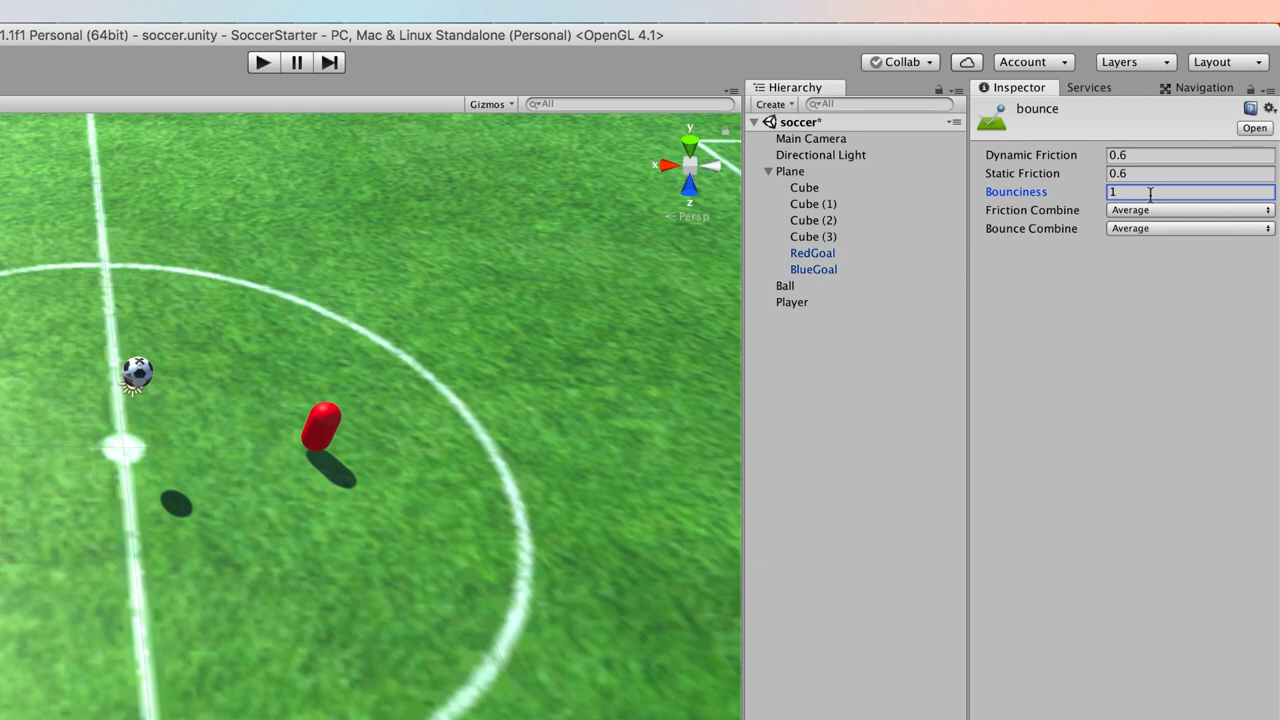 1.1f1 Personal (64bit) - soccer.unity - SoccerStarter - PC, Mac & Linux Standalone (Personal) <OpenGL 4.1>
Collab Account Layers Layout
Gizmos All
Hierarchy
Create All
soccer*
Main Camera
Directional Light
Plane
Cube
Cube (1)
Cube (2)
Cube (3)
RedGoal
BlueGoal
Ball
Player
y
x
z
Persp
Inspector Services Navigation
bounce
Open
Dynamic Friction 0.6
Static Friction 0.6
Bounciness 1
Friction Combine Average
Bounce Combine Average